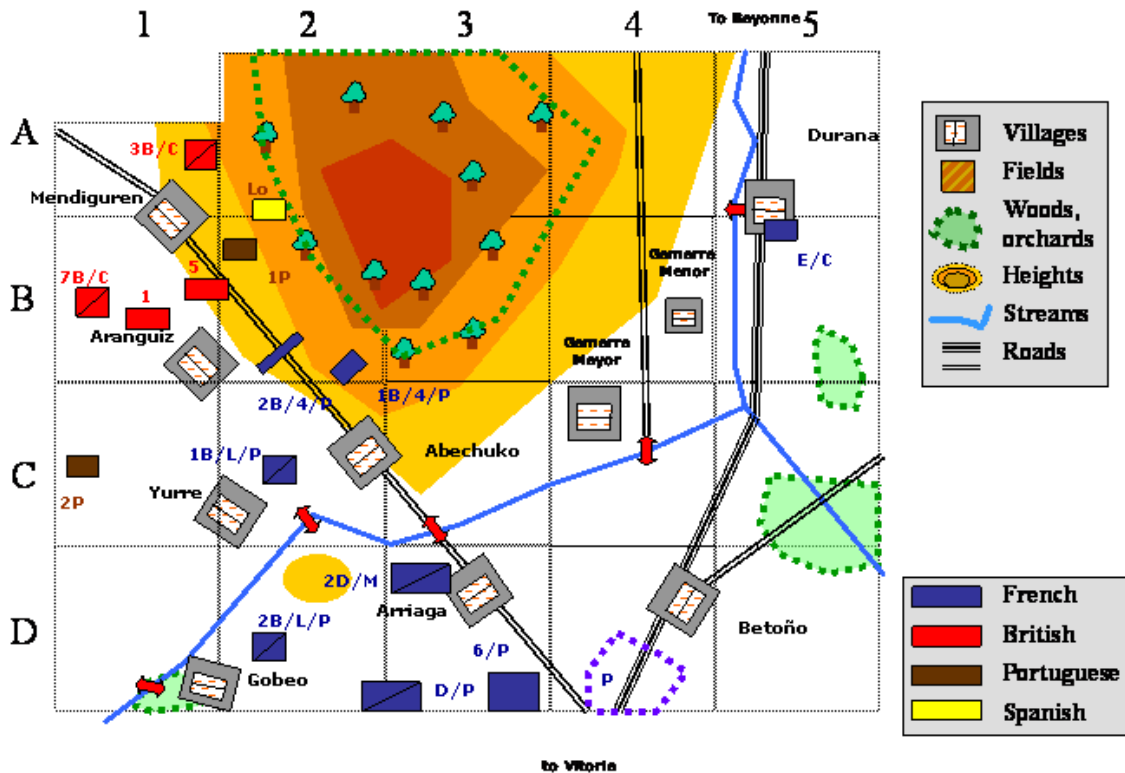 To Bayonne
1 2 3 4 5
A
B
C
D
3B/C
Mendiguren
Lo
1P
5
7B/C
1
Aranguiz
2B/4/P
1B/4/P
Durana
E/C
Gamarra
Menor
Gamarra
Mayor
Abechuko
1B/L/P
Yurre
2P
2D/M
Arriaga
2B/L/P
Gobeo
6/P
D/P
P
Betoño
to Vitoria
Villages
Fields
Woods,
orchards
Heights
Streams
Roads
French
British
Portuguese
Spanish